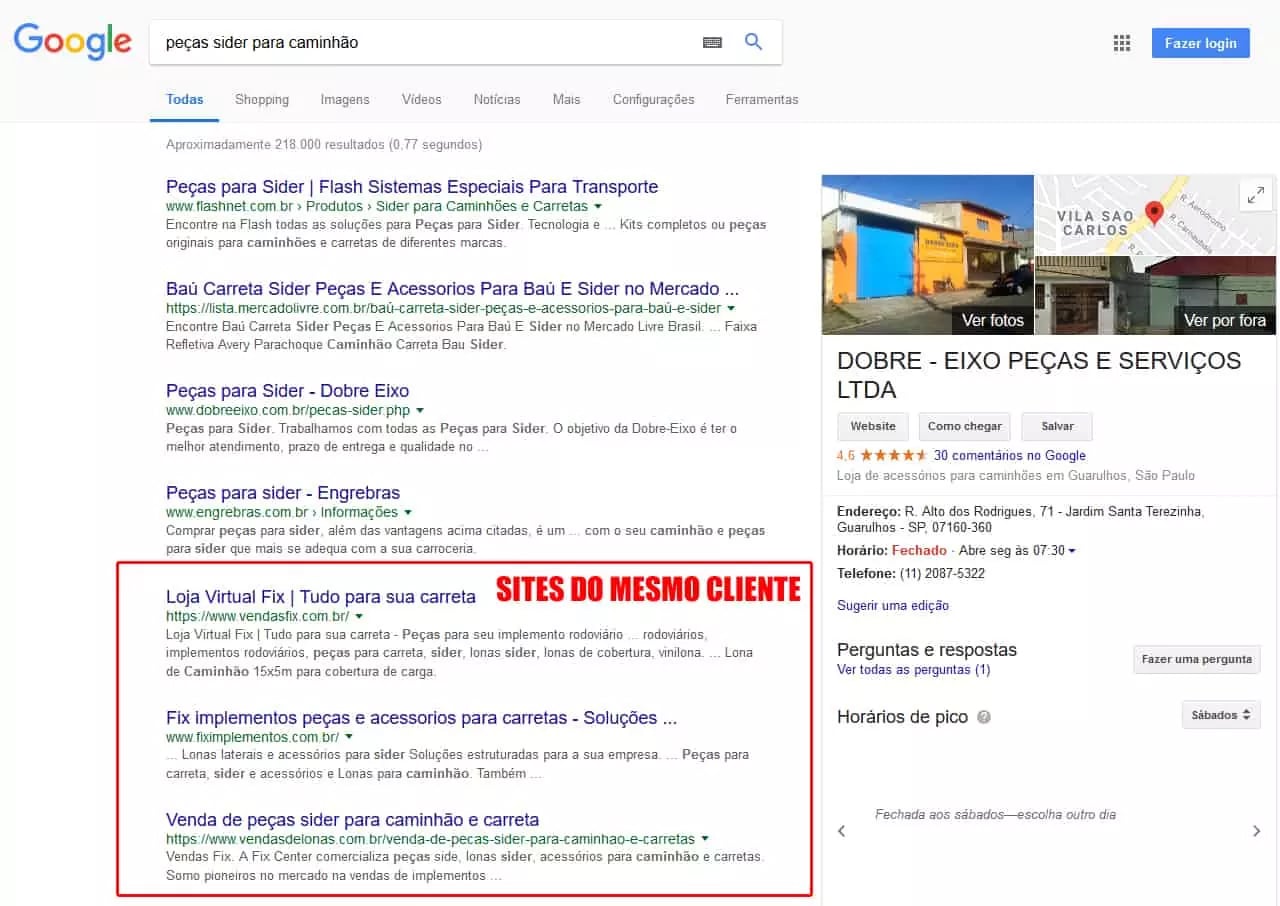 Google
peças sider para caminhão
Fazer login
Todas Shopping Imagens Vídeos Notícias Mais Configurações Ferramentas
Aproximadamente 218.000 resultados (0,77 segundos)
Peças para Sider | Flash Sistemas Especiais Para Transporte
www.flashnet.com.br › Produtos › Sider para Caminhões e Carretas
Encontre na Flash todas as soluções para Peças para Sider. Tecnologia e ... Kits completos ou peças
originais para caminhões e carretas de diferentes marcas.
Baú Carreta Sider Peças E Acessorios Para Baú E Sider no Mercado ...
https://lista.mercadolivre.com.br/baú-carreta-sider-peças-e-acessorios-para-baú-e-sider
Encontre Baú Carreta Sider Peças E Acessorios Para Baú E Sider no Mercado Livre Brasil. ... Faixa
Refletiva Avery Parachoque Caminhão Carreta Bau Sider.
Peças para Sider - Dobre Eixo
www.dobreeixo.com.br/pecas-sider.php
Peças para Sider. Trabalhamos com todas as Peças para Sider. O objetivo da Dobre-Eixo é ter o
melhor atendimento, prazo de entrega e qualidade no ...
Peças para sider - Engrebras
www.engrebras.com.br › Informações
Comprar peças para sider, além das vantagens acima citadas, é um ... com o seu caminhão e peças
para sider que mais se adequa com a sua carroceria.
SITES DO MESMO CLIENTE
Loja Virtual Fix | Tudo para sua carreta
https://www.vendasfix.com.br/
Loja Virtual Fix | Tudo para sua carreta - Peças para seu implemento rodoviário ... rodoviários,
implementos rodoviários, peças para carreta, sider, lonas sider, lonas de cobertura, vinilona. ... Lona
de Caminhão 15x5m para cobertura de carga.
Fix implementos peças e acessorios para carretas - Soluções ...
www.fiximplementos.com.br/
... Lonas laterais e acessórios para sider Soluções estruturadas para a sua empresa. ... Peças para
carreta, sider e acessórios e Lonas para caminhão. Também ...
Venda de peças sider para caminhão e carreta
https://www.vendasdelonas.com.br/venda-de-pecas-sider-para-caminhao-e-carretas
Vendas Fix. A Fix Center comercializa peças side, lonas sider, acessórios para caminhão e carretas.
Somo pioneiros no mercado na vendas de implementos ...
VILA SAO
CARLOS
R. Aeródromo
R. Carnaubais
Ver fotos
Ver por fora
DOBRE - EIXO PEÇAS E SERVIÇOS
LTDA
Website Como chegar Salvar
4,6 30 comentários no Google
Loja de acessórios para caminhões em Guarulhos, São Paulo
Endereço: R. Alto dos Rodrigues, 71 - Jardim Santa Terezinha,
Guarulhos - SP, 07160-360
Horário: Fechado · Abre seg às 07:30
Telefone: (11) 2087-5322
Sugerir uma edição
Perguntas e respostas
Ver todas as perguntas (1)
Fazer uma pergunta
Horários de pico
Sábados
Fechada aos sábados—escolha outro dia